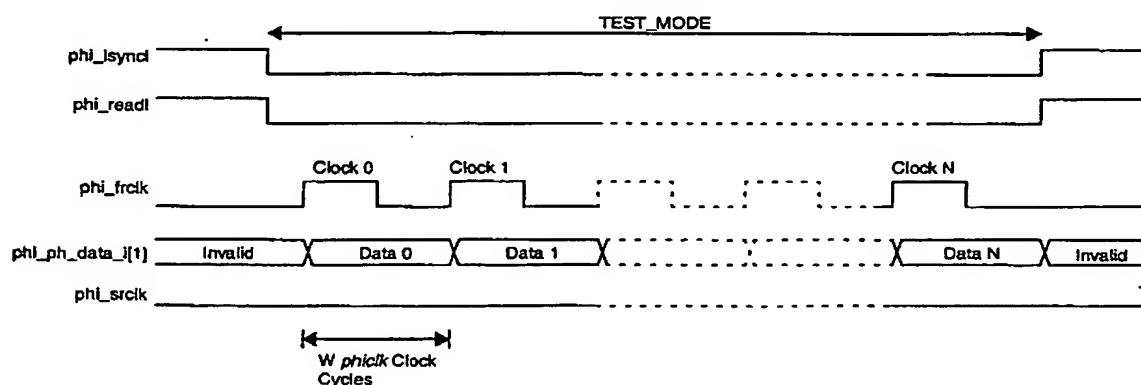 TEST_MODE
phi_lsyncl
phi_readl
Clock 0 Clock 1 Clock N
phi_frclk
phi_ph_data_i[1] Invalid Data 0 Data 1 Data N Invalid
phi_srclk
W phiclk Clock
Cycles